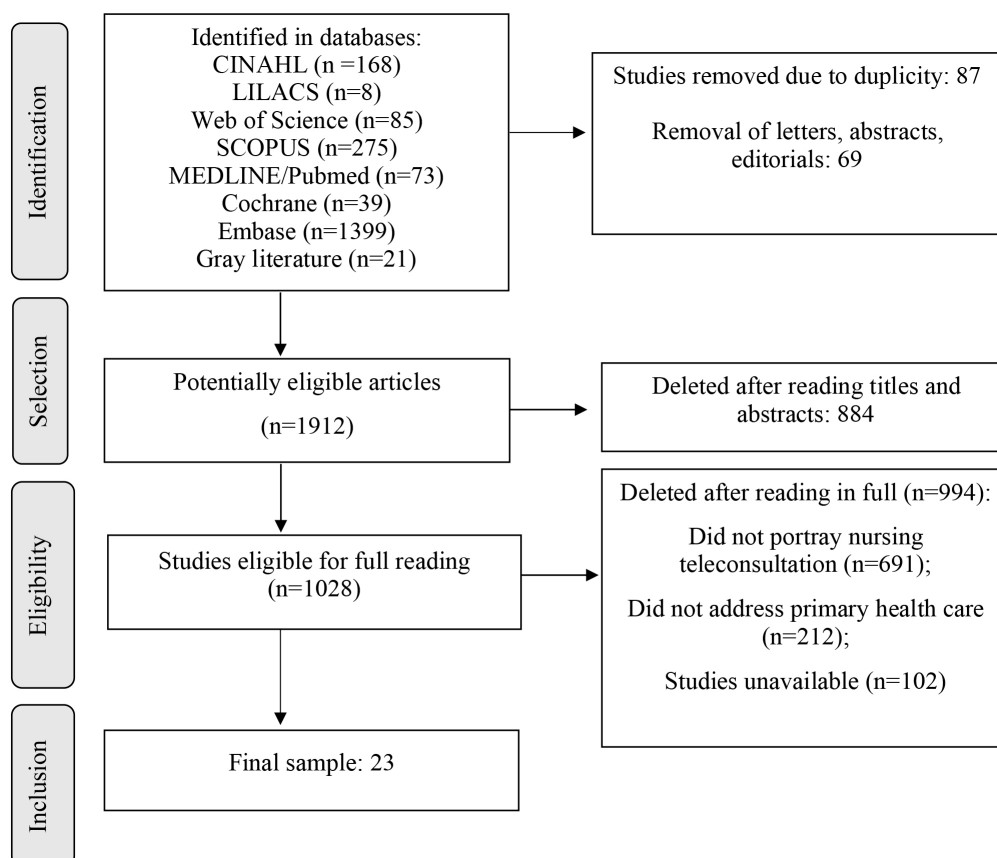 Identification
Identified in databases:
CINAHL (n =168)
LILACS (n=8)
Web of Science (n=85)
SCOPUS (n=275)
MEDLINE/Pubmed (n=73)
Cochrane (n=39)
Embase (n=1399)
Gray literature (n=21)
Studies removed due to duplicity: 87
Removal of letters, abstracts,
editorials: 69
Selection
Potentially eligible articles
(n=1912)
Deleted after reading titles and
abstracts: 884
Eligibility
Studies eligible for full reading
(n=1028)
Deleted after reading in full (n=994):
Did not portray nursing
teleconsultation (n=691);
Did not address primary health care
(n=212);
Studies unavailable (n=102)
Inclusion
Final sample: 23